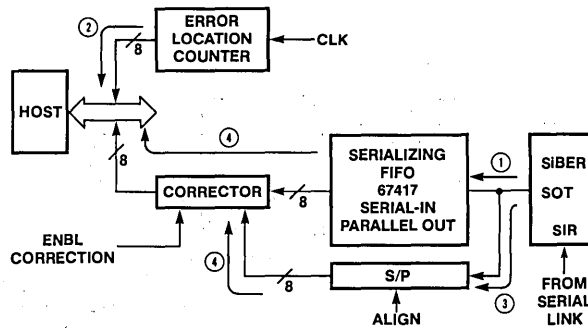 ERROR
LOCATION
COUNTER
2
8
CLK
HOST
4
8
CORRECTOR
8
SERIALIZING
FIFO
67417
SERIAL-IN
PARALLEL OUT
1
SiBER
SOT
SIR
ENBL
CORRECTION
4
8
S/P
3
ALIGN
FROM
SERIAL
LINK